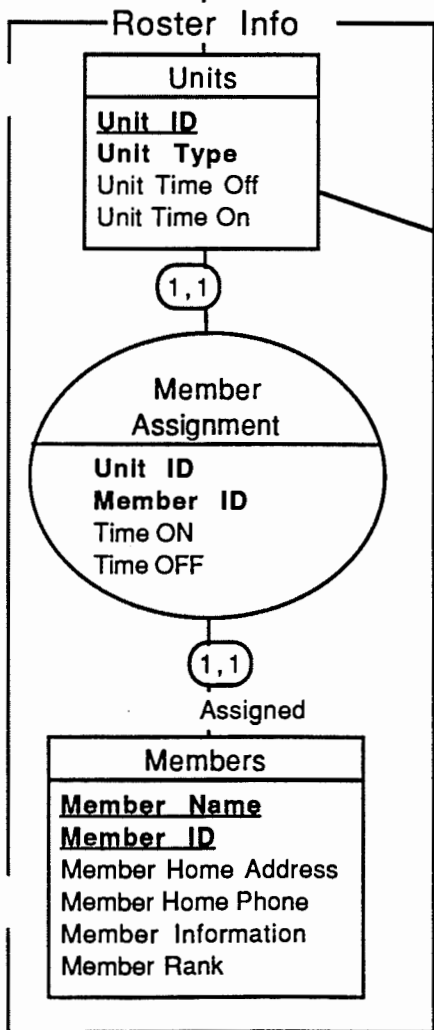 Roster Info
Units
Unit ID
Unit Type
Unit Time Off
Unit Time On
1,1
Member
Assignment
Unit ID
Member ID
Time ON
Time OFF
1,1
Assigned
Members
Member Name
Member ID
Member Home Address
Member Home Phone
Member Information
Member Rank